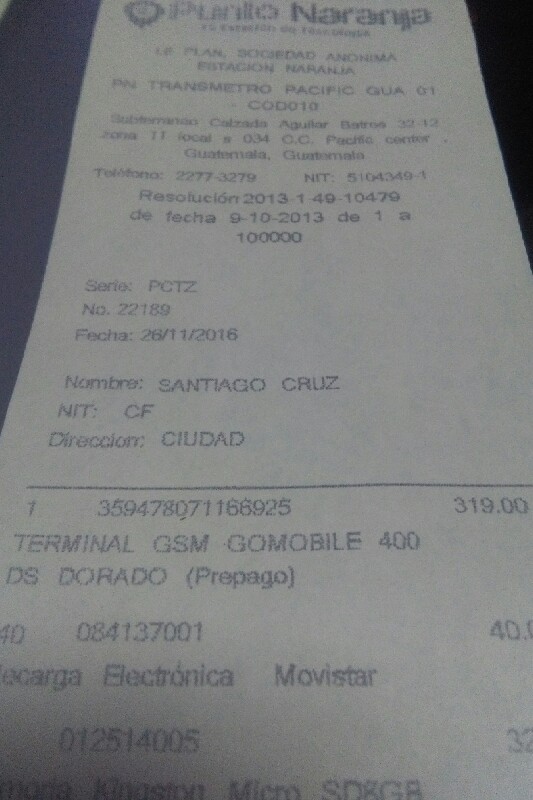 Punto Naranja
LE PLAN, SOCIEDAD ANONIMA
ESTACION NARANJA
PN TRANSMETRO PACIFIC GUA 01
- COD010
Subterraneo Calzada Aguilar Batres 32-12
zona 11 local s 034 C.C. Pacific center .
Guatemala, Guatemala
Teléfono: 2277-3279 NIT: 5104349-1
Resolución 2013-1-49-10479
de fecha 9-10-2013 de 1 a
100000
Serie: PCTZ
No. 22189
Fecha: 26/11/2016
Nombre: SANTIAGO CRUZ
NIT: CF
Direccion: CIUDAD
1 359478071166925 319.00
TERMINAL GSM GOMOBILE 400
DS DORADO (Prepago)
40 084137001 40.0
ecarga Electrónica Movistar
012514005 32
moria Kingston Micro SD8GB